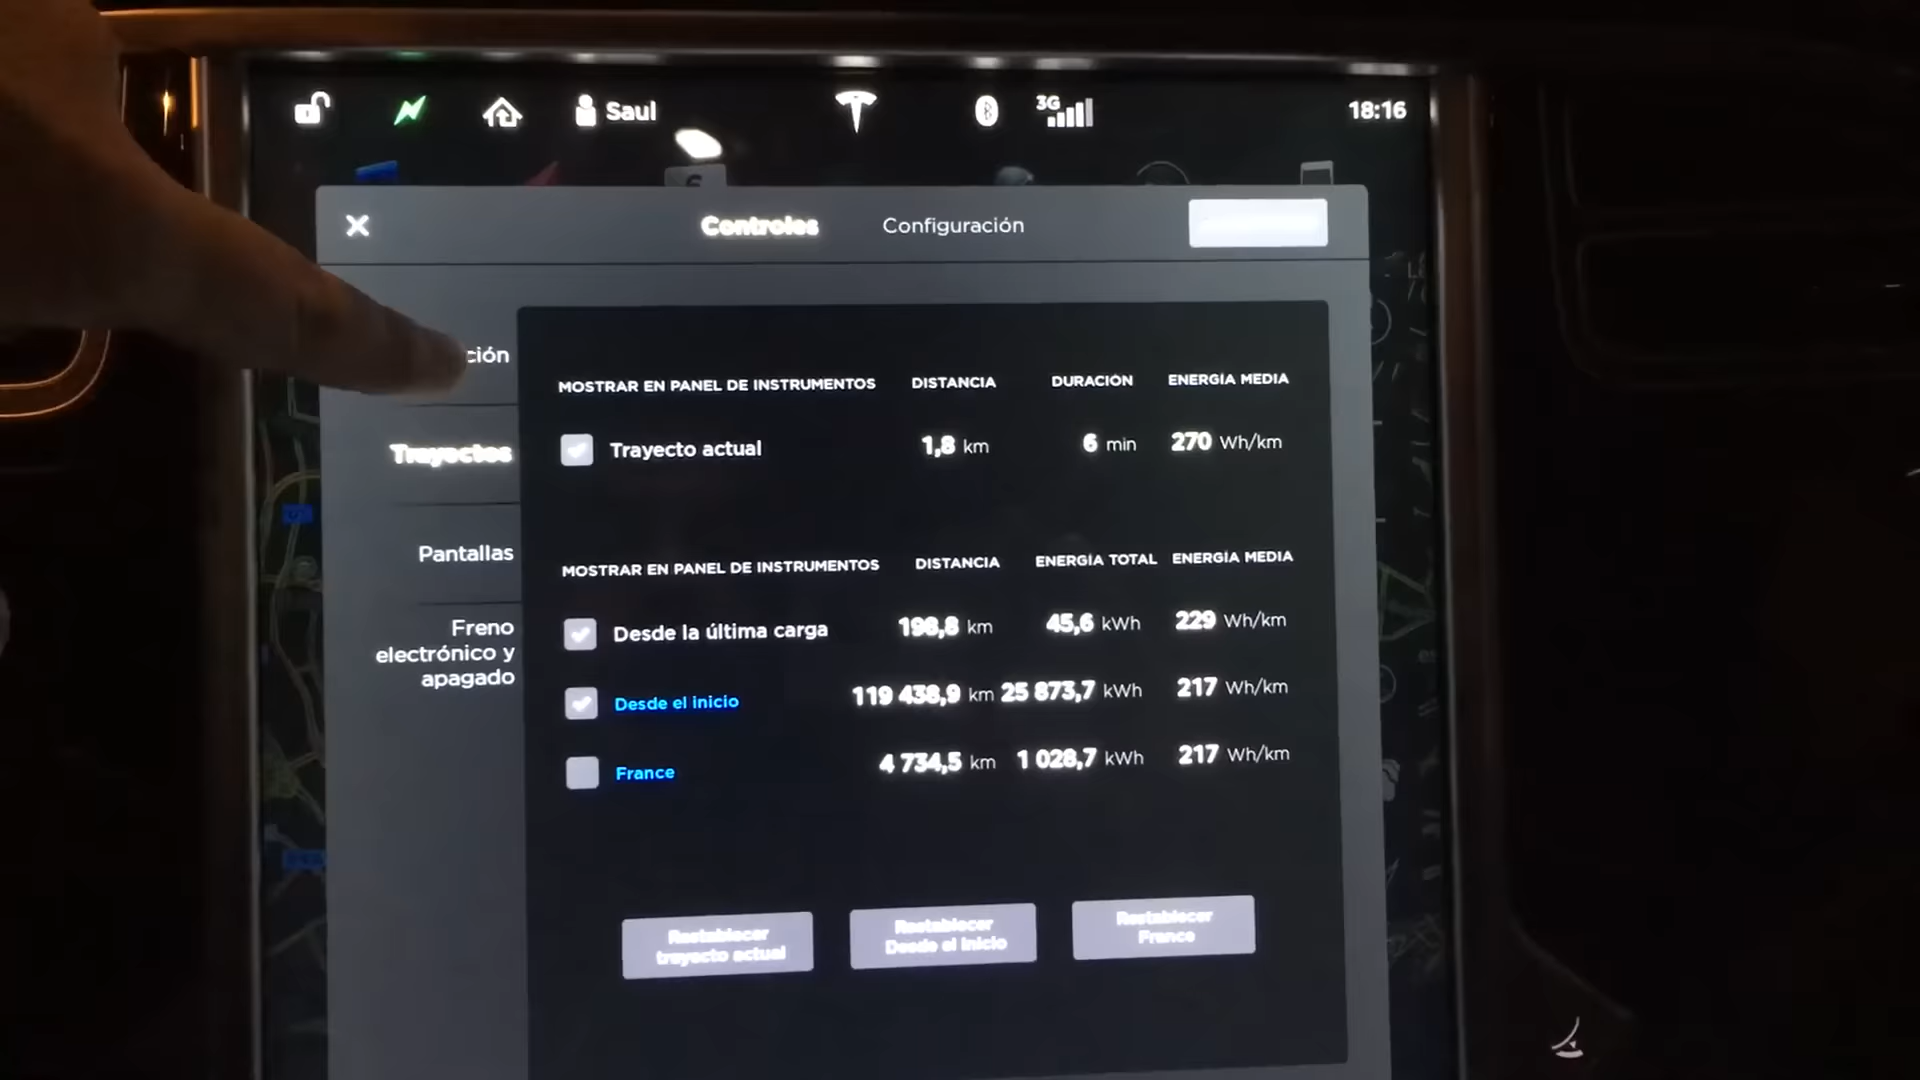 Saul
3G
18:16
Controles
Configuración
ción
MOSTRAR EN PANEL DE INSTRUMENTOS DISTANCIA DURACIÓN ENERGÍA MEDIA
Trayecto actual 1,8 km 6 min 270 Wh/km
Trayectos
Pantallas
Freno
electrónico y
apagado
MOSTRAR EN PANEL DE INSTRUMENTOS DISTANCIA ENERGÍA TOTAL ENERGÍA MEDIA
Desde la última carga 198,8 km 45,6 kWh 229 Wh/km
Desde el inicio 119 438,9 km 25 873,7 kWh 217 Wh/km
France 4 734,5 km 1 028,7 kWh 217 Wh/km
Restablecer
trayecto actual
Restablecer
Desde el inicio
Restablecer
France